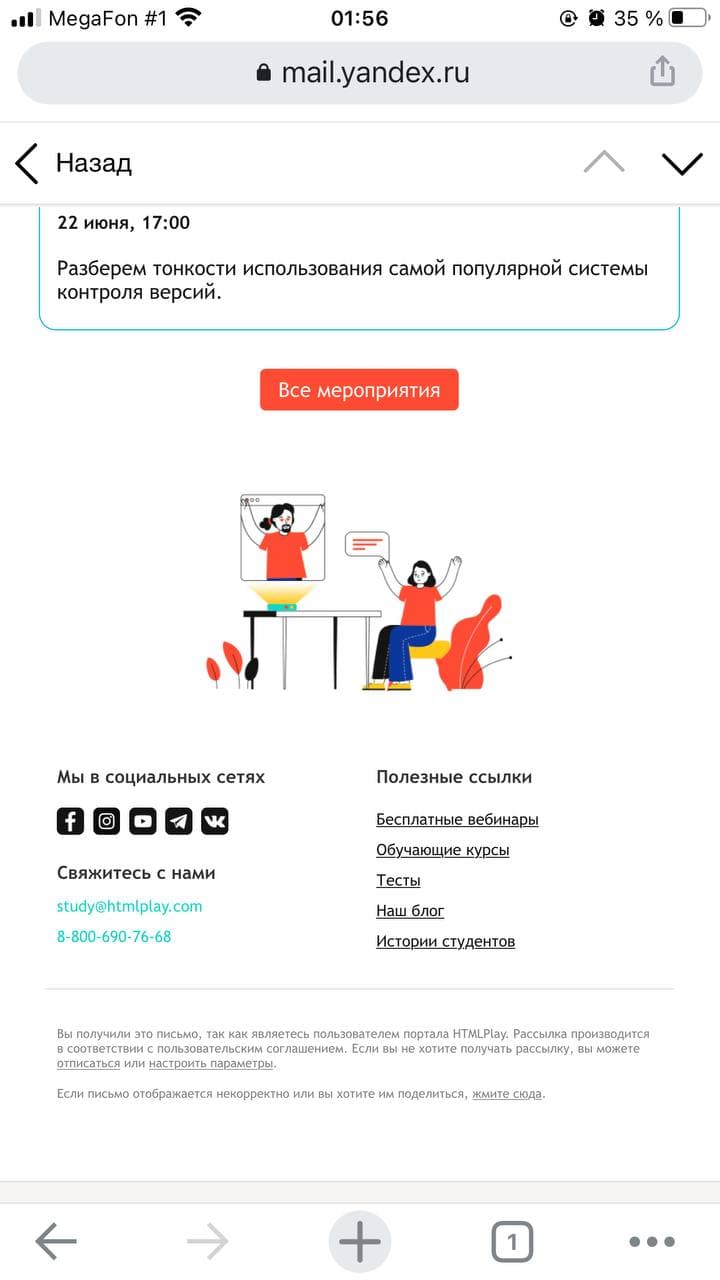 MegaFon #1 01:56 35 %
mail.yandex.ru
Назад
22 июня, 17:00
Разберем тонкости использования самой популярной системы
контроля версий.
Все мероприятия
Мы в социальных сетях
Свяжитесь с нами
study@htmlplay.com
8-800-690-76-68
Полезные ссылки
Бесплатные вебинары
Обучающие курсы
Тесты
Наш блог
Истории студентов
Вы получили это письмо, так как являетесь пользователем портала HTMLPlay. Рассылка производится
в соответствии с пользовательским соглашением. Если вы не хотите получать рассылку, вы можете
отписаться или настроить параметры.
Если письмо отображается некорректно или вы хотите им поделиться, жмите сюда.
1